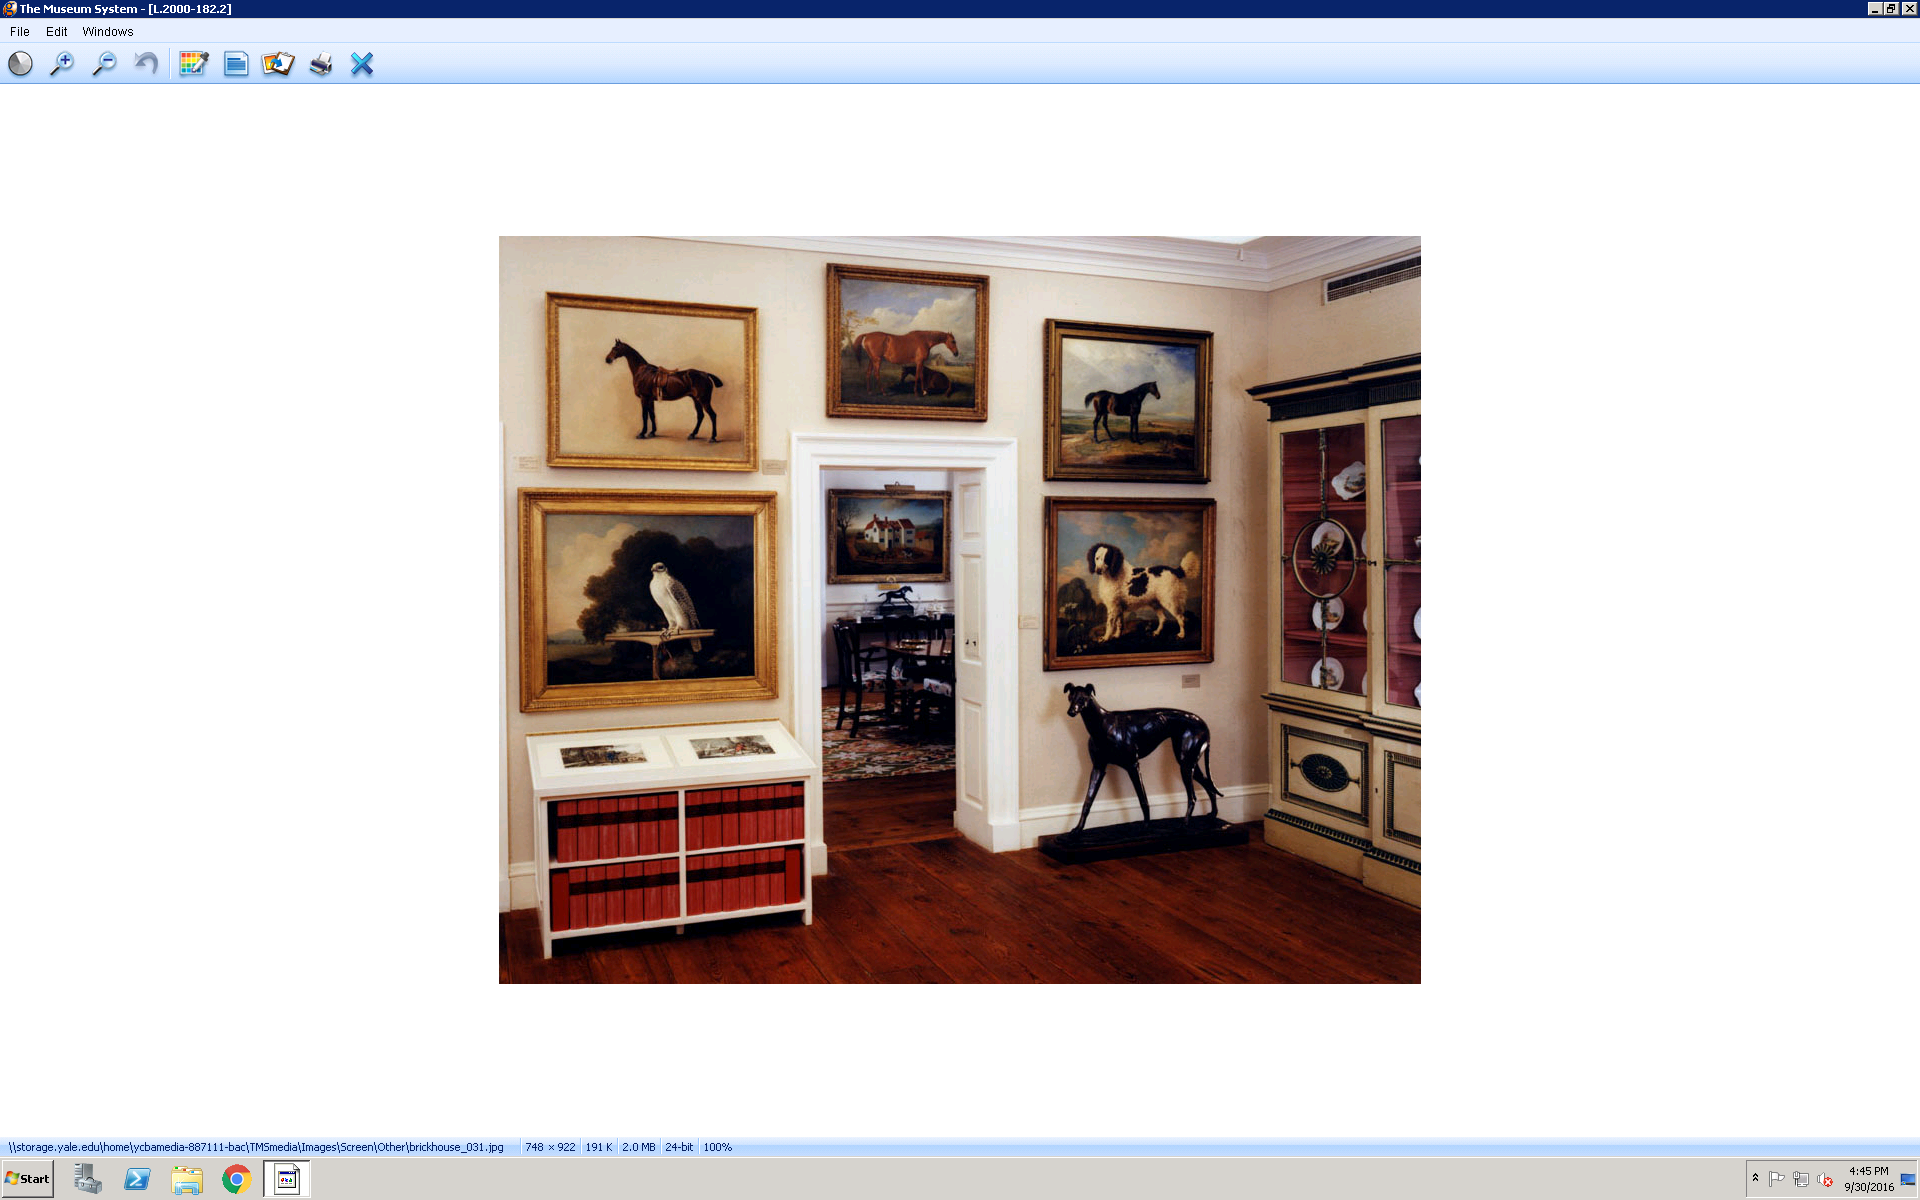 The Museum System - [L.2000-182.2]
File Edit Windows
\\storage.yale.edu\home\ycbamedia-887111-bac\TMSmedia\Images\Screen\Other\brickhouse_031.jpg 748 × 922 191 K 2.0 MB 24-bit 100%
Start
4:45 PM
9/30/2016